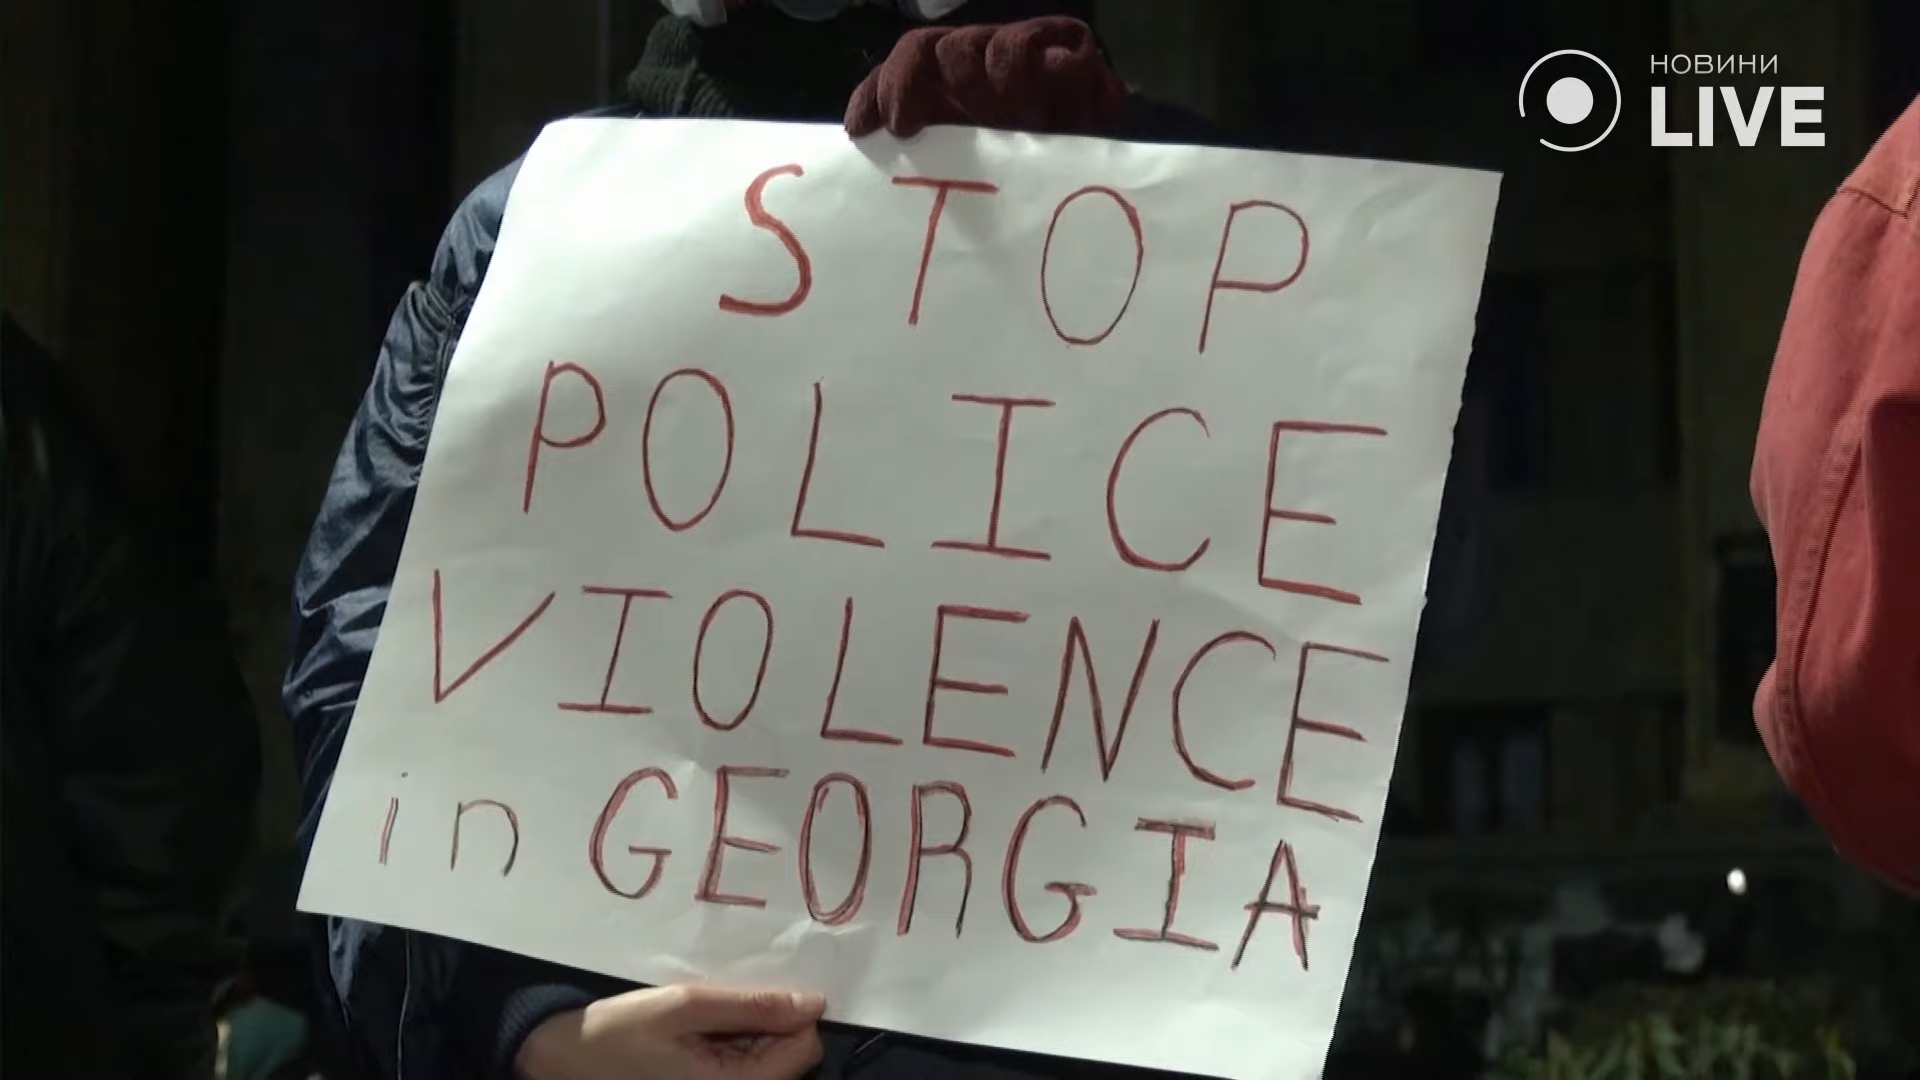 НОВИНИ
LIVE
STOP
POLICE
VIOLENCE
in GEORGIA